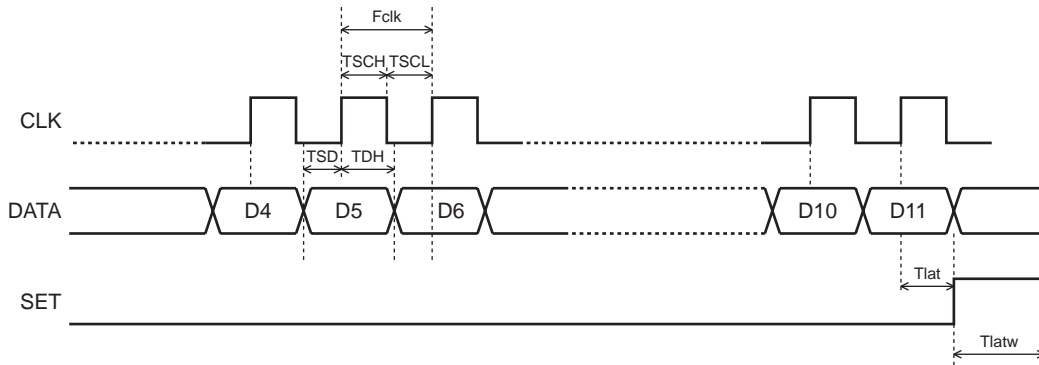 Fclk
TSCH TSCL
CLK
TSD TDH
DATA D4 D5 D6 D10 D11
Tlat
SET
Tlatw